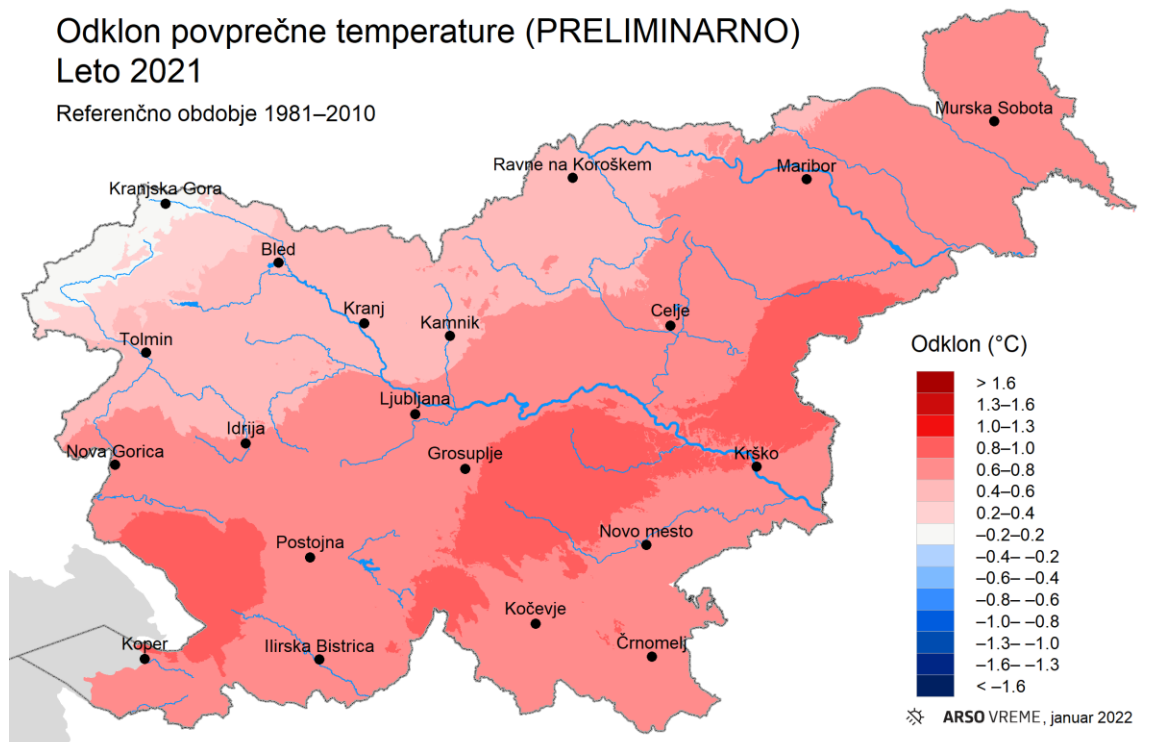 Odklon povprečne temperature (PRELIMINARNO)
Leto 2021
Referenčno obdobje 1981–2010
Murska Sobota
Ravne na Koroškem
Maribor
Kranjska Gora
Bled
Kranj
Kamnik
Celje
Tolmin
Ljubljana
Idrija
Nova Gorica
Grosuplje
Krško
Novo mesto
Postojna
Kočevje
Koper
Ilirska Bistrica
Črnomelj
Odklon (°C)
> 1.6
1.3–1.6
1.0–1.3
0.8–1.0
0.6–0.8
0.4–0.6
0.2–0.4
–0.2–0.2
–0.4– –0.2
–0.6– –0.4
–0.8– –0.6
–1.0– –0.8
–1.3– –1.0
–1.6– –1.3
< –1.6
ARSO VREME, januar 2022